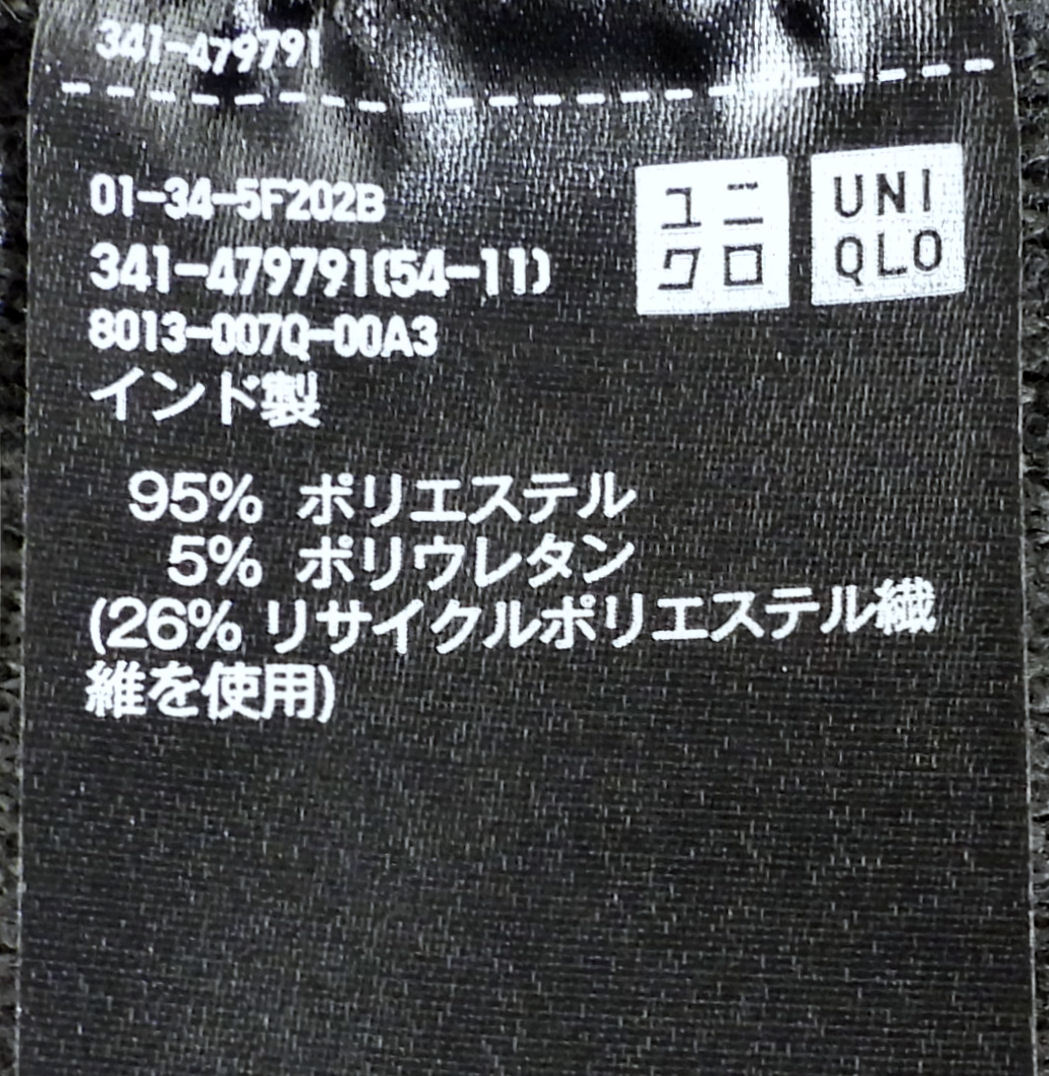 341-479791
01-34-5F202B
341-479791(54-11)
8013-007Q-00A3
インド製
ユニ
クロ
UNI
QLO
95% ポリエステル
5% ポリウレタン
(26% リサイクルポリエステル繊
維を使用)